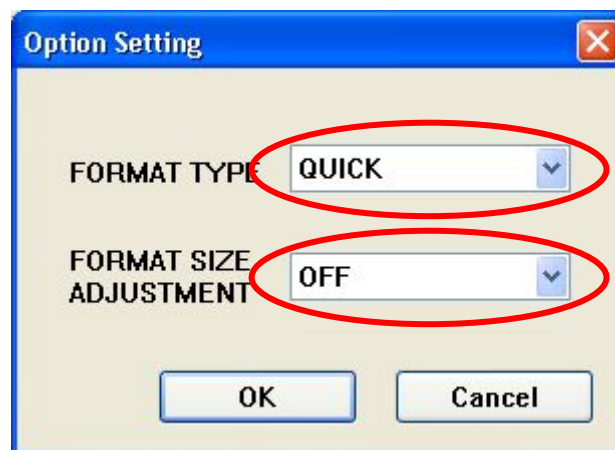 Option Setting
FORMAT TYPE QUICK
FORMAT SIZE
ADJUSTMENT OFF
OK Cancel